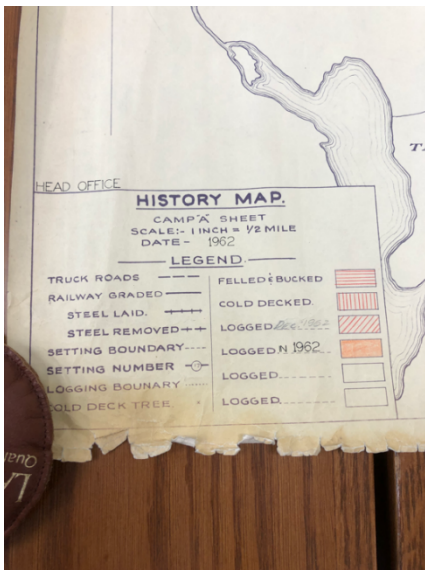 HEAD OFFICE
HISTORY MAP.
CAMP "A" SHEET
SCALE:- 1 INCH = 1/2 MILE
DATE - 1962
LEGEND.
TRUCK ROADS
RAILWAY GRADED
STEEL LAID.
STEEL REMOVED
SETTING BOUNDARY
SETTING NUMBER
LOGGING BOUNARY
COLD DECK TREE
FELLED & BUCKED
COLD DECKED.
LOGGED
LOGGED IN 1962
LOGGED
LOGGED